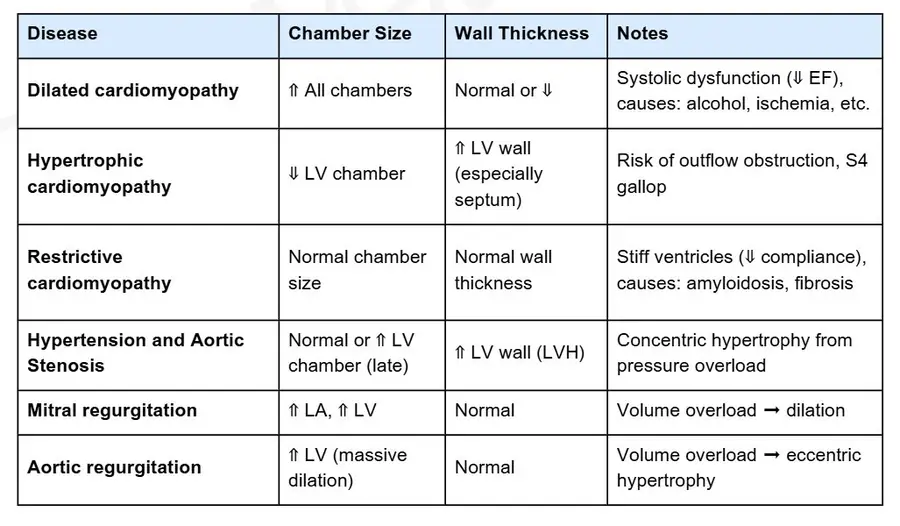 Disease Chamber Size Wall Thickness Notes
Dilated cardiomyopathy
⇑ All chambers
Normal or ⇓
Systolic dysfunction (⇓ EF),
causes: alcohol, ischemia, etc.
Hypertrophic
cardiomyopathy
⇓ LV chamber
⇑ LV wall
(especially
septum)
Risk of outflow obstruction, S4
gallop
Restrictive
cardiomyopathy
Normal chamber
size
Normal wall
thickness
Stiff ventricles (⇓ compliance),
causes: amyloidosis, fibrosis
Hypertension and Aortic
Stenosis
Normal or ⇑ LV
chamber (late)
⇑ LV wall (LVH)
Concentric hypertrophy from
pressure overload
Mitral regurgitation
⇑ LA, ⇑ LV
Normal
Volume overload ➞ dilation
Aortic regurgitation
⇑ LV (massive
dilation)
Normal
Volume overload ➞ eccentric
hypertrophy